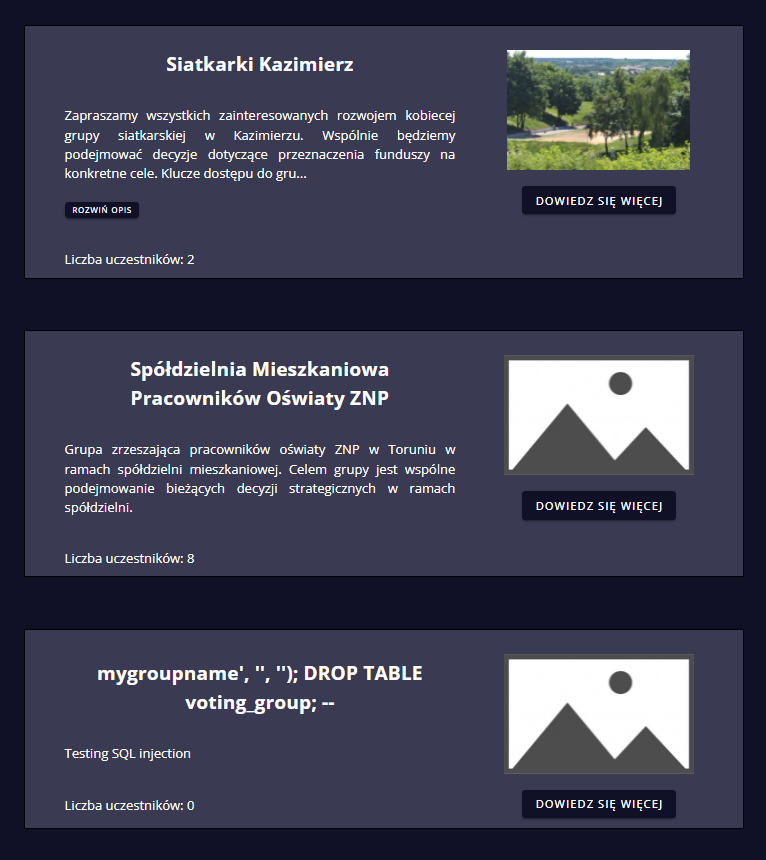 Siatkarki Kazimierz
Zapraszamy wszystkich zainteresowanych rozwojem kobiecej
grupy siatkarskiej w Kazimierzu. Wspólnie będziemy
podejmować decyzje dotyczące przeznaczenia funduszy na
konkretne cele. Klucze dostępu do gru...
ROZWIŃ OPIS
Liczba uczestników: 2
DOWIEDZ SIĘ WIĘCEJ
Spółdzielnia Mieszkaniowa
Pracowników Oświaty ZNP
Grupa zrzeszająca pracowników oświaty ZNP w Toruniu w
ramach spółdzielni mieszkaniowej. Celem grupy jest wspólne
podejmowanie bieżących decyzji strategicznych w ramach
spółdzielni.
Liczba uczestników: 8
DOWIEDZ SIĘ WIĘCEJ
mygroupname', '', ''); DROP TABLE
voting_group; --
Testing SQL injection
Liczba uczestników: 0
DOWIEDZ SIĘ WIĘCEJ